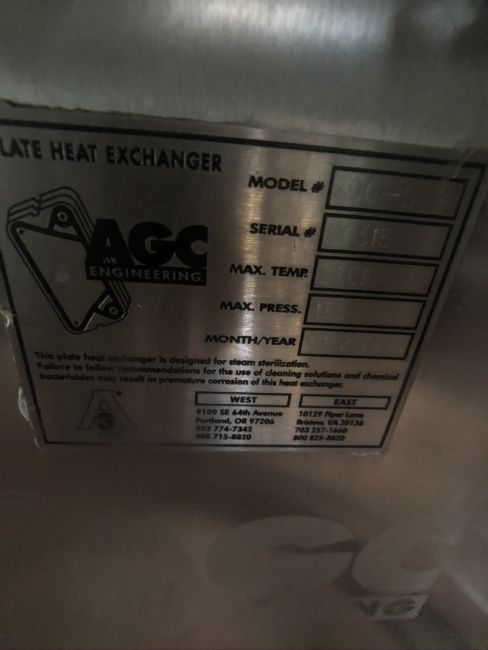 LATE HEAT EXCHANGER
AGC
ENGINEERING
MODEL #
SERIAL #
MAX. TEMP.
MAX. PRESS.
MONTH/YEAR
This plate heat exchanger is designed for steam sterilization.
Failure to follow recommendations for the use of cleaning solutions and chemical
bactericides may result in premature corrosion of this heat exchanger.
A
3
WEST
9109 SE 64th Avenue
Portland, OR 97206
503 774-7342
800 715-8820
EAST
10129 Piper Lane
Bristow, VA 20136
703 257-1660
800 825-8820